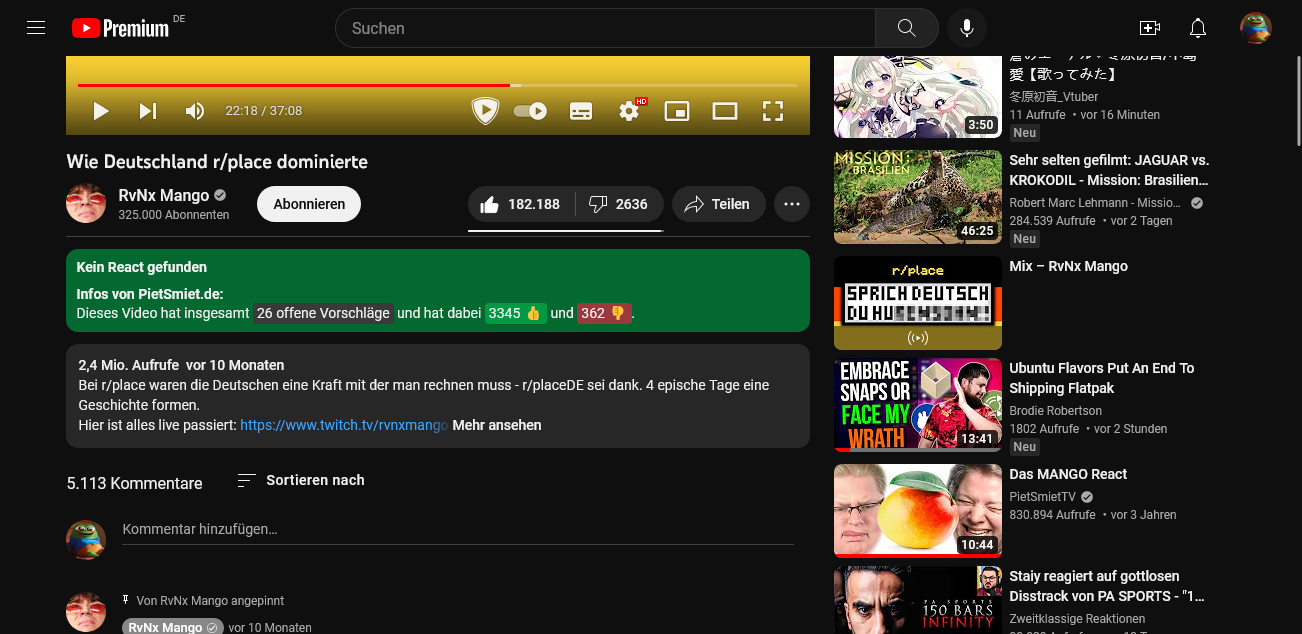 Premium DE
Suchen
22:18 / 37:08
HD
Wie Deutschland r/place dominierte
RvNx Mango
325.000 Abonnenten
Abonnieren
182.188
2636
Teilen
Kein React gefunden
Infos von PietSmiet.de:
Dieses Video hat insgesamt 26 offene Vorschläge und hat dabei 3345 👍 und 362 👎.
2,4 Mio. Aufrufe vor 10 Monaten
Bei r/place waren die Deutschen eine Kraft mit der man rechnen muss - r/placeDE sei dank. 4 epische Tage eine
Geschichte formen.
Hier ist alles live passiert: https://www.twitch.tv/rvnxmango Mehr ansehen
5.113 Kommentare
Sortieren nach
Kommentar hinzufügen...
Von RvNx Mango angepinnt
RvNx Mango vor 10 Monaten
愛【歌ってみた】
冬原初音_Vtuber
11 Aufrufe • vor 16 Minuten
Neu
3:50
MISSION:
BRASILIEN
46:25
Sehr selten gefilmt: JAGUAR vs.
KROKODIL - Mission: Brasilien...
Robert Marc Lehmann - Missio...
284.539 Aufrufe • vor 2 Tagen
Neu
r/place
SPRICH DEUTSCH
DU HU
Mix – RvNx Mango
EMBRACE
SNAPS OR
FACE MY
WRATH
13:41
Ubuntu Flavors Put An End To
Shipping Flatpak
Brodie Robertson
1802 Aufrufe • vor 2 Stunden
Neu
10:44
Das MANGO React
PietSmietTV
830.894 Aufrufe • vor 3 Jahren
PA SPORTS
150 BARS
INFINITY
Staiy reagiert auf gottlosen
Disstrack von PA SPORTS - "1...
Zweitklassige Reaktionen